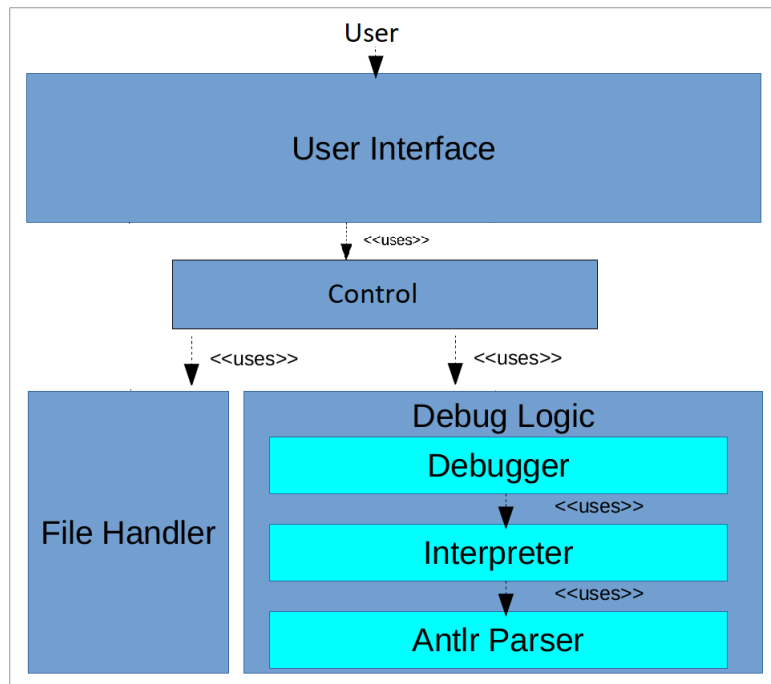 User
User Interface
<<uses>>
Control
<<uses>>
<<uses>>
File Handler
Debug Logic
Debugger
<<uses>>
Interpreter
<<uses>>
Antlr Parser